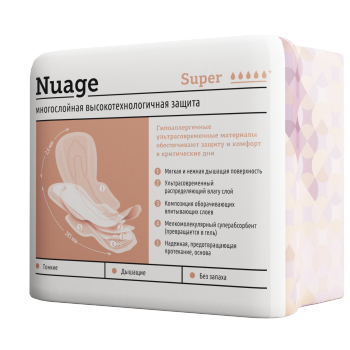 Nuage
Super
многослойная высокотехнологичная защита
Гипоаллергенные
ультрасовременные материалы
обеспечивают защиту и комфорт
в критические дни
Мягкая и нежная дышащая поверхность
Ультрасовременный
распределяющий влагу слой
Композиция оборачивающих
впитывающих слоев
Мелкомолекулярный суперабсорбент
(превращается в гель)
Надежная, предотвращающая
протекание, основа
Тонкие
Дышащие
Без запаха